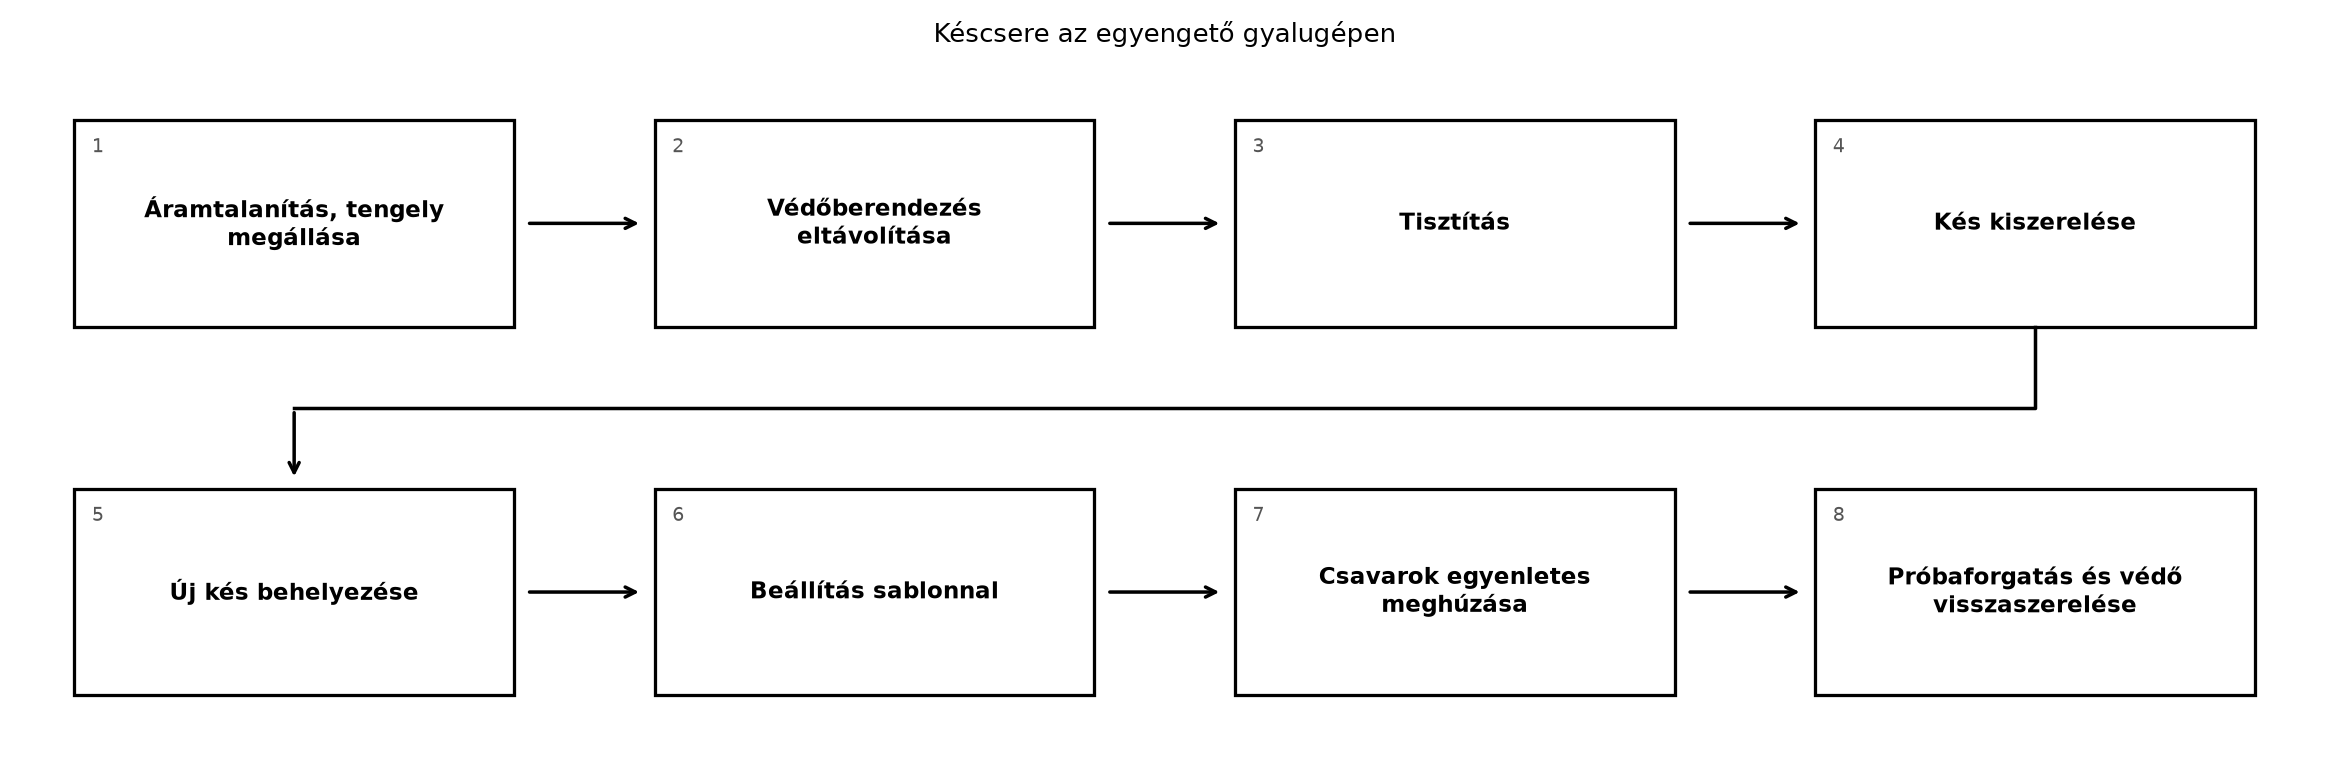 Késcsere az egyengető gyalugépen
1
Áramtalanítás, tengely
megállása
2
Védőberendezés
eltávolítása
3
Tisztítás
4
Kés kiszerelése
5
Új kés behelyezése
6
Beállítás sablonnal
7
Csavarok egyenletes
meghúzása
8
Próbaforgatás és védő
visszaszerelése